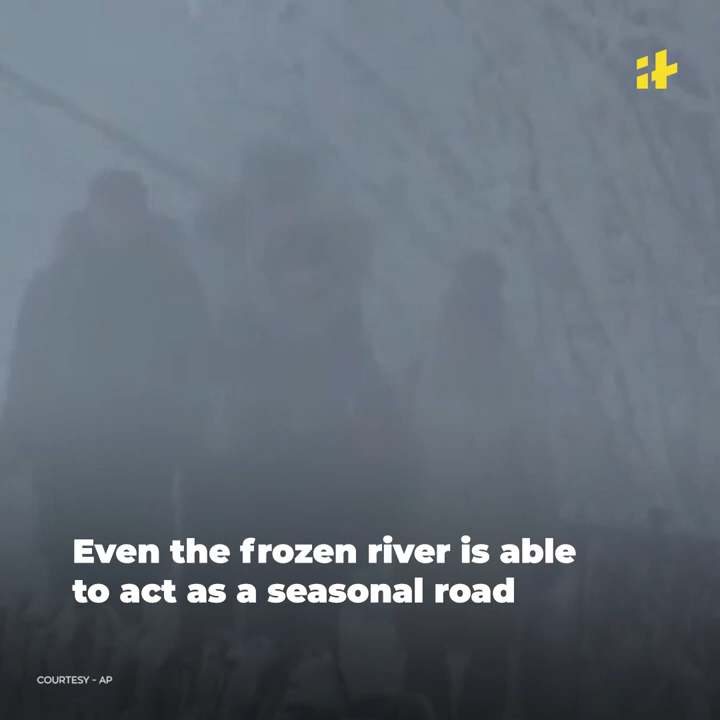 Even the frozen river is able
to act as a seasonal road
COURTESY - AP